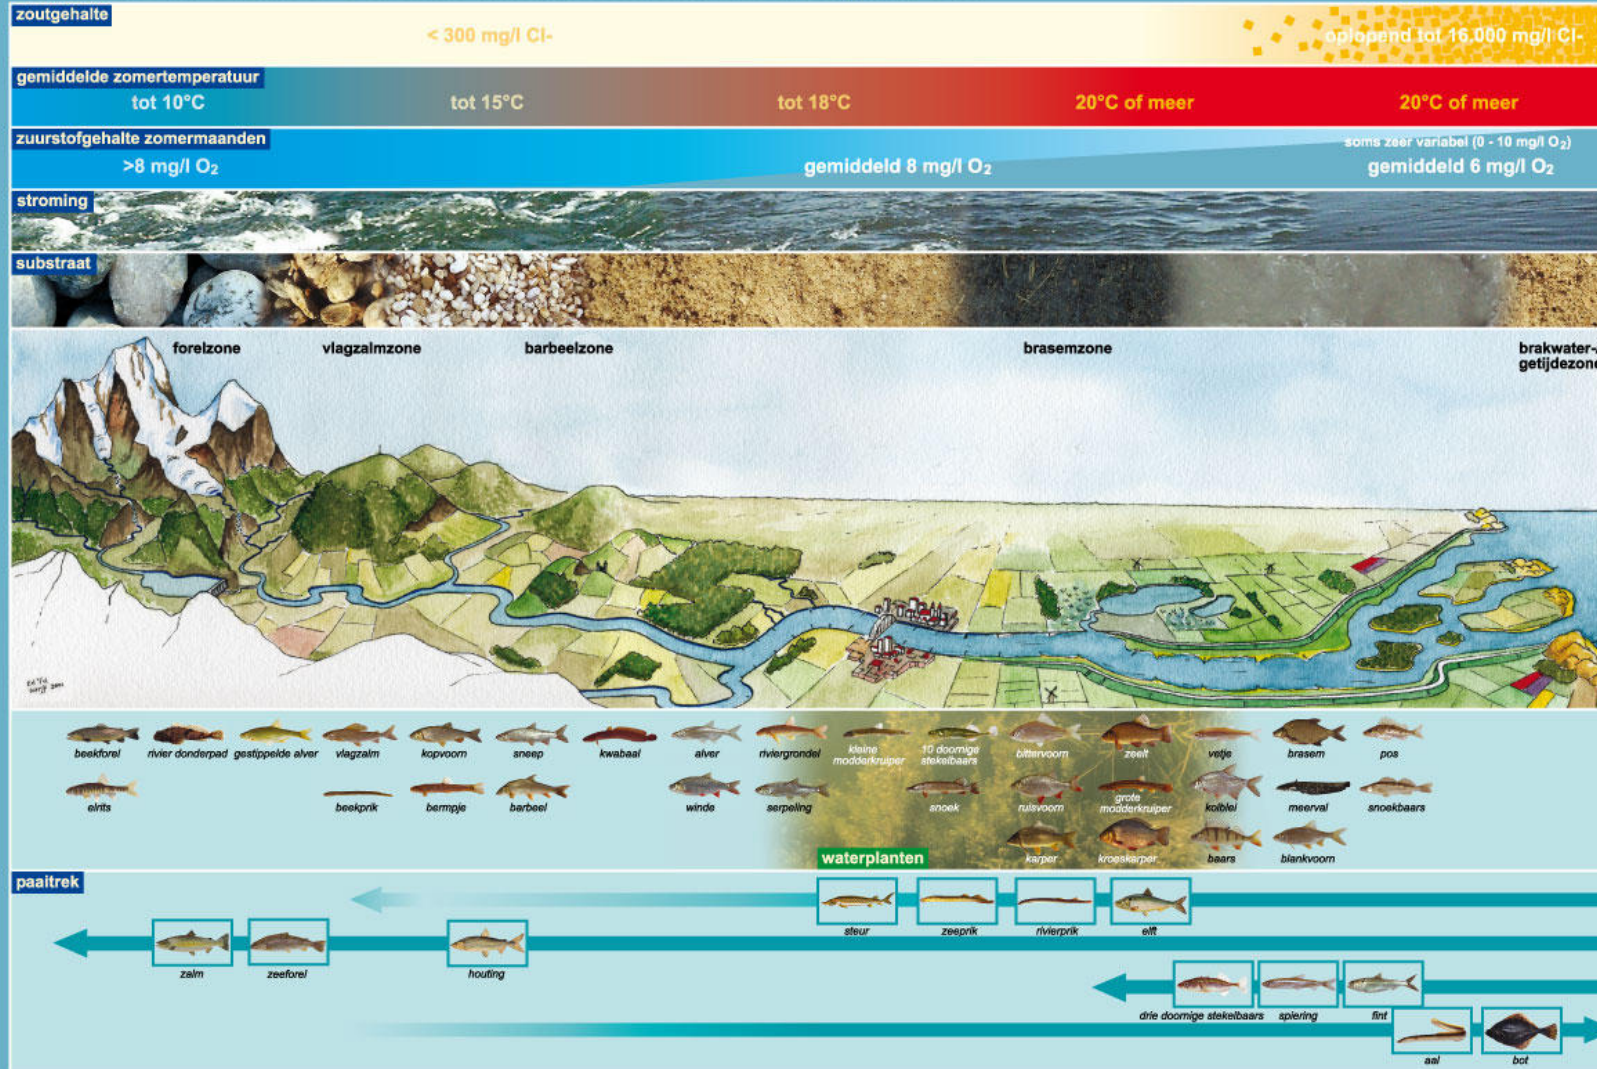 zoutgehalte
< 300 mg/l Cl-
oplopend tot 16.000 mg/l Cl-
gemiddelde zomertemperatuur
tot 10°C
tot 15°C
tot 18°C
20°C of meer
20°C of meer
zuurstofgehalte zomermaanden
soms zeer variabel (0 - 10 mg/l O₂)
>8 mg/l O₂
gemiddeld 8 mg/l O₂
gemiddeld 6 mg/l O₂
stroming
substraat
forelzone
vlagzalmzone
barbeelzone
brasemzone
brakwater-
getijdezone
beekforel
rivier donderpad
gestippelde alver
vlagzalm
kopvoorn
sneep
kwabaal
alver
riviergrondel
kleine
modderkruiper
10 doornige
stekelbaars
bittervoorn
zeelt
vetje
brasem
pos
elrits
beekprik
bermpje
barbeel
winde
serpeling
snoek
ruisvoorn
grote
modderkruiper
kolblei
meerval
snoekbaars
waterplanten
karper
kroeskarper
baars
blankvoorn
paaitrek
steur
zeeprik
rivierprik
elft
zalm
zeeforel
houting
drie doornige stekelbaars
spiering
fint
aal
bot